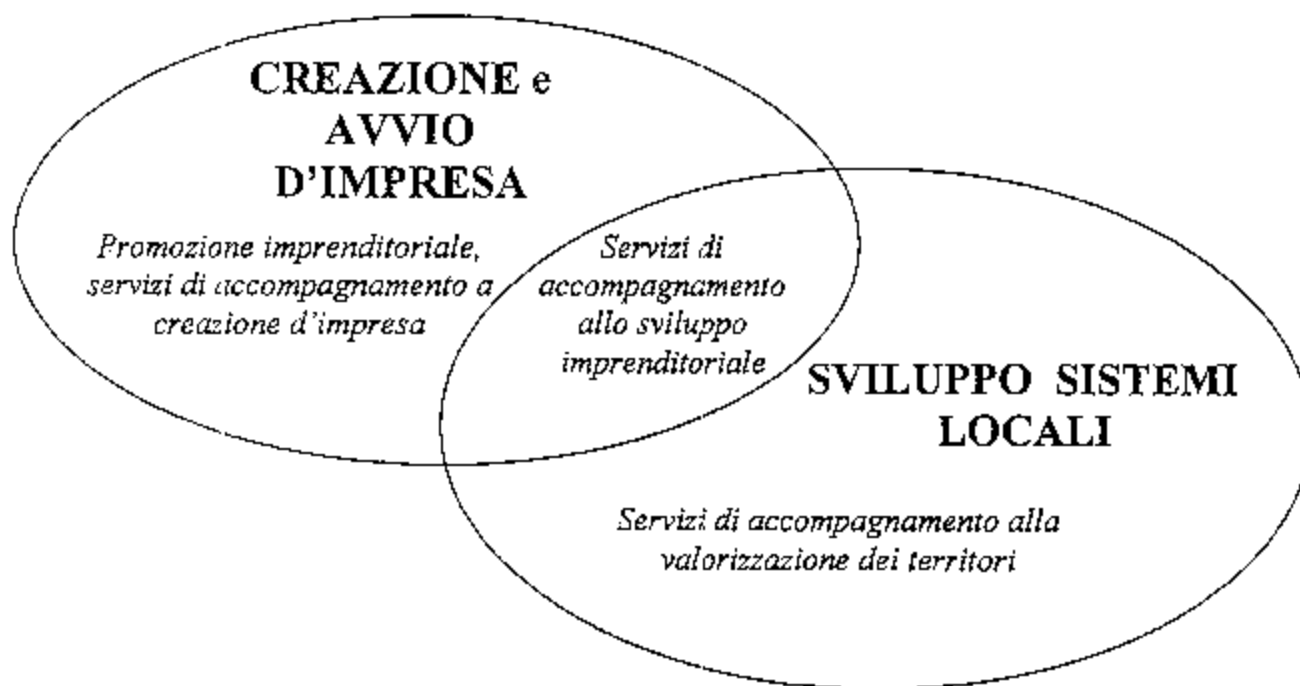 CREAZIONE e
AVVIO
D'IMPRESA
Promozione imprenditoriale,
servizi di accompagnamento a
creazione d'impresa
Servizi di
accompagnamento
allo sviluppo
imprenditoriale
SVILUPPO SISTEMI
LOCALI
Servizi di accompagnamento alla
valorizzazione dei territori